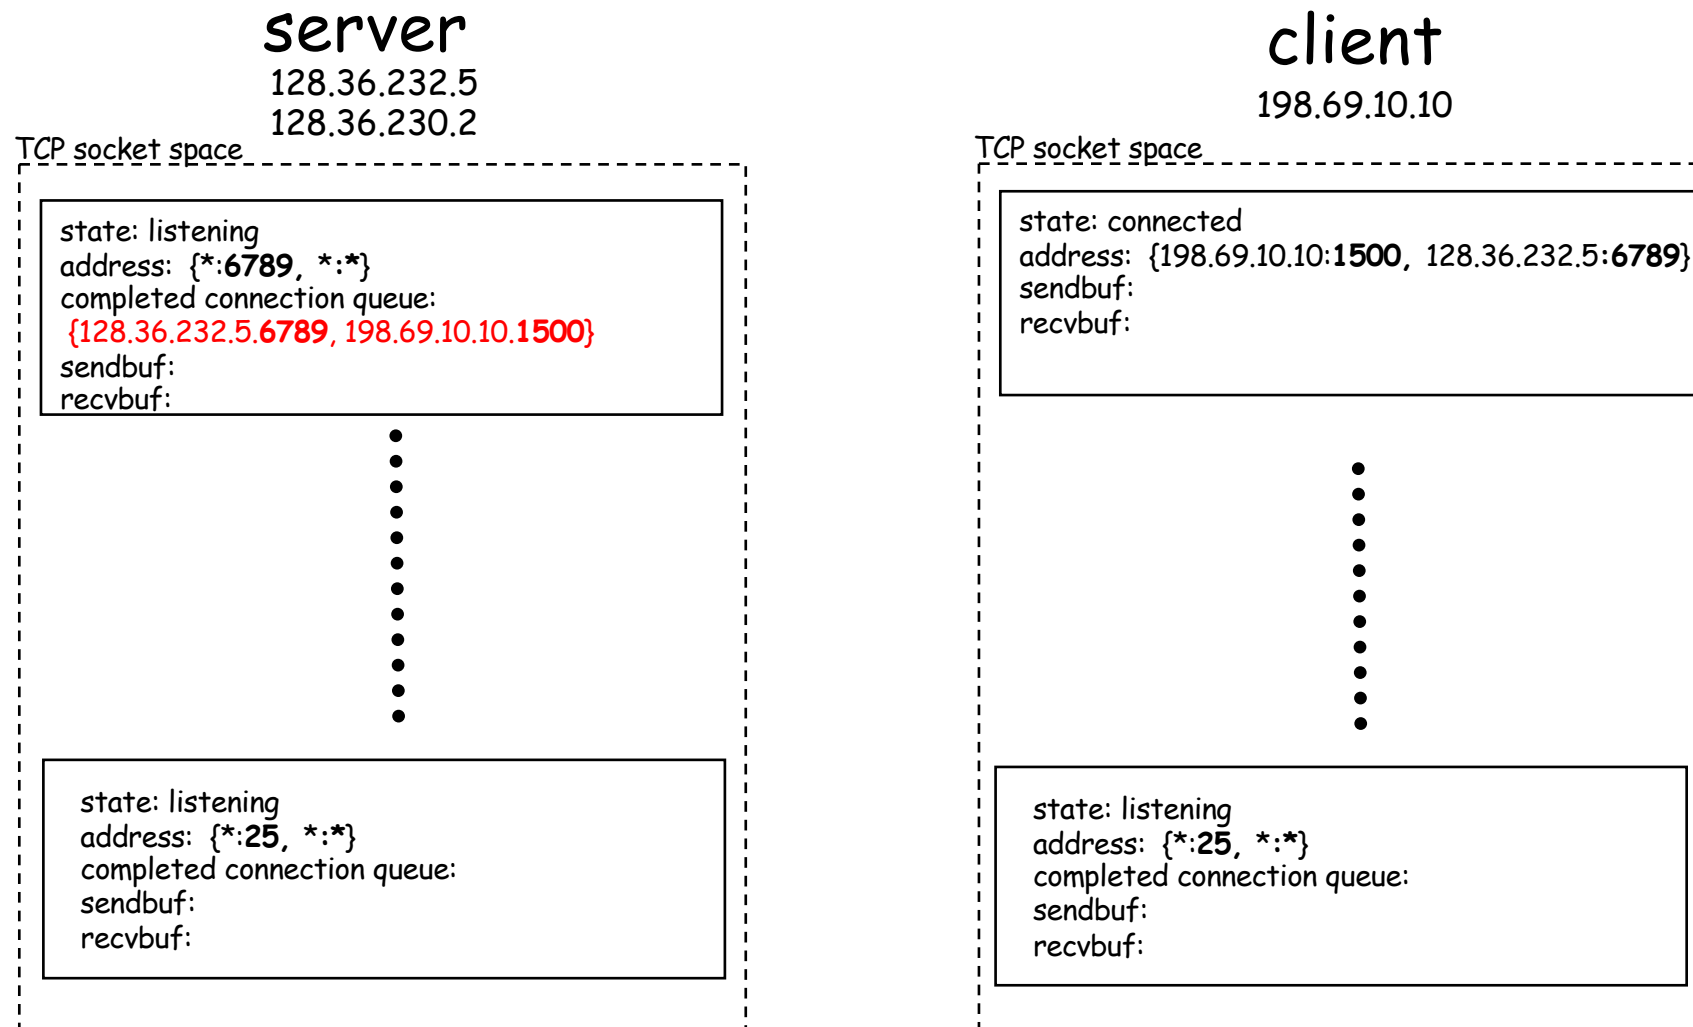 server
128.36.232.5
128.36.230.2
TCP socket space
state: listening
address: {*:6789, *:*}
completed connection queue:
{128.36.232.5.6789, 198.69.10.10.1500}
sendbuf:
recvbuf:
state: listening
address: {*:25, *:*}
completed connection queue:
sendbuf:
recvbuf:
client
198.69.10.10
TCP socket space
state: connected
address: {198.69.10.10:1500, 128.36.232.5:6789}
sendbuf:
recvbuf:
state: listening
address: {*:25, *:*}
completed connection queue:
sendbuf:
recvbuf: